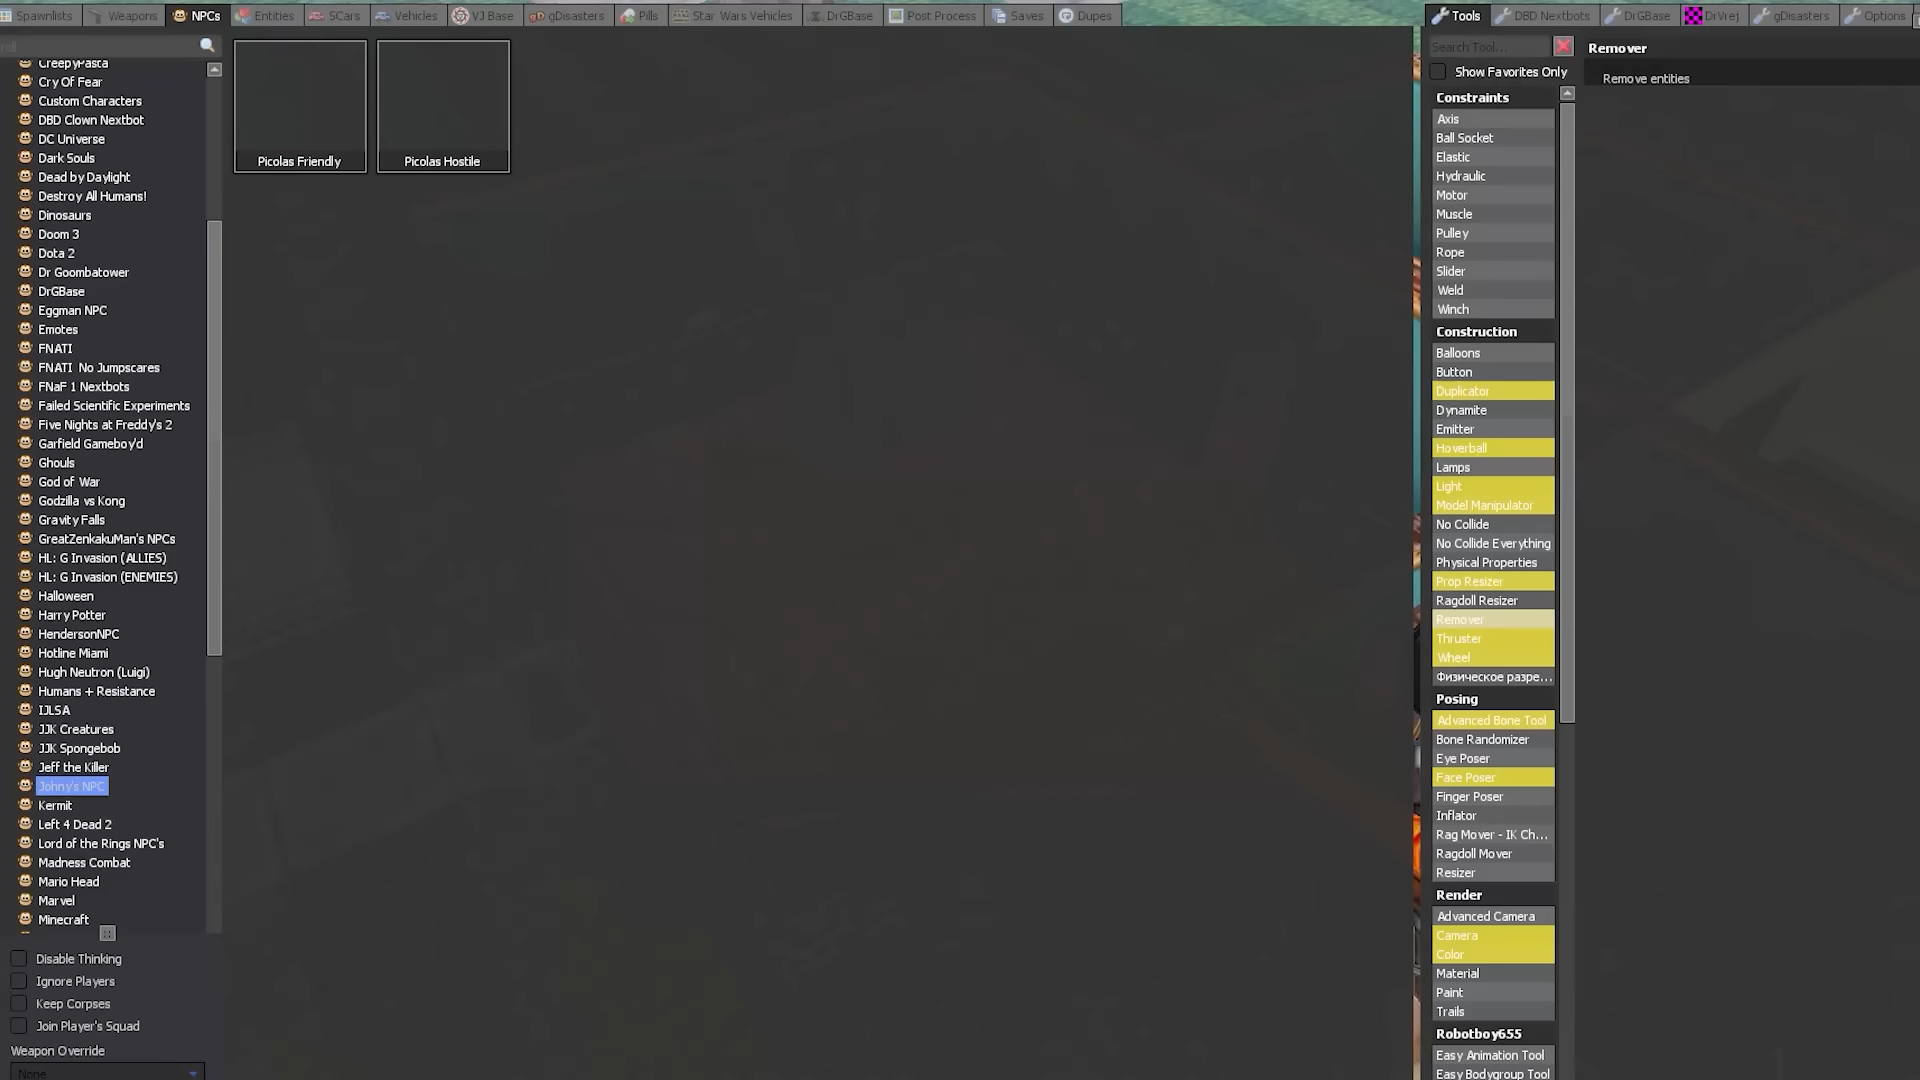 Spawnlists Weapons NPCs Entities SCars Vehicles VJ Base gDisasters Pills Star Wars Vehicles DrGBase Post Process Saves Dupes
CreepyPasta
Cry Of Fear
Custom Characters
DBD Clown Nextbot
DC Universe
Dark Souls
Dead by Daylight
Destroy All Humans!
Dinosaurs
Doom 3
Dota 2
Dr Goombatower
DrGBase
Eggman NPC
Emotes
FNATI
FNATI No Jumpscares
FNaF 1 Nextbots
Failed Scientific Experiments
Five Nights at Freddy's 2
Garfield Gameboy'd
Ghouls
God of War
Godzilla vs Kong
Gravity Falls
GreatZenkakuMan's NPCs
HL: G Invasion (ALLIES)
HL: G Invasion (ENEMIES)
Halloween
Harry Potter
HendersonNPC
Hotline Miami
Hugh Neutron (Luigi)
Humans + Resistance
IJLSA
JJK Creatures
JJK Spongebob
Jeff the Killer
Johny's NPC
Kermit
Left 4 Dead 2
Lord of the Rings NPC's
Madness Combat
Mario Head
Marvel
Minecraft
Disable Thinking
Ignore Players
Keep Corpses
Join Player's Squad
Weapon Override
None
Picolas Friendly
Picolas Hostile
Tools DBD Nextbots DrGBase DrVrej gDisasters Options
Search Tool...
Show Favorites Only
Constraints
Axis
Ball Socket
Elastic
Hydraulic
Motor
Muscle
Pulley
Rope
Slider
Weld
Winch
Construction
Balloons
Button
Duplicator
Dynamite
Emitter
Hoverball
Lamps
Light
Model Manipulator
No Collide
No Collide Everything
Physical Properties
Prop Resizer
Ragdoll Resizer
Remover
Thruster
Wheel
Физическое разре...
Posing
Advanced Bone Tool
Bone Randomizer
Eye Poser
Face Poser
Finger Poser
Inflator
Rag Mover - IK Ch...
Ragdoll Mover
Resizer
Render
Advanced Camera
Camera
Color
Material
Paint
Trails
Robotboy655
Easy Animation Tool
Easy Bodygroup Tool
Remover
Remove entities